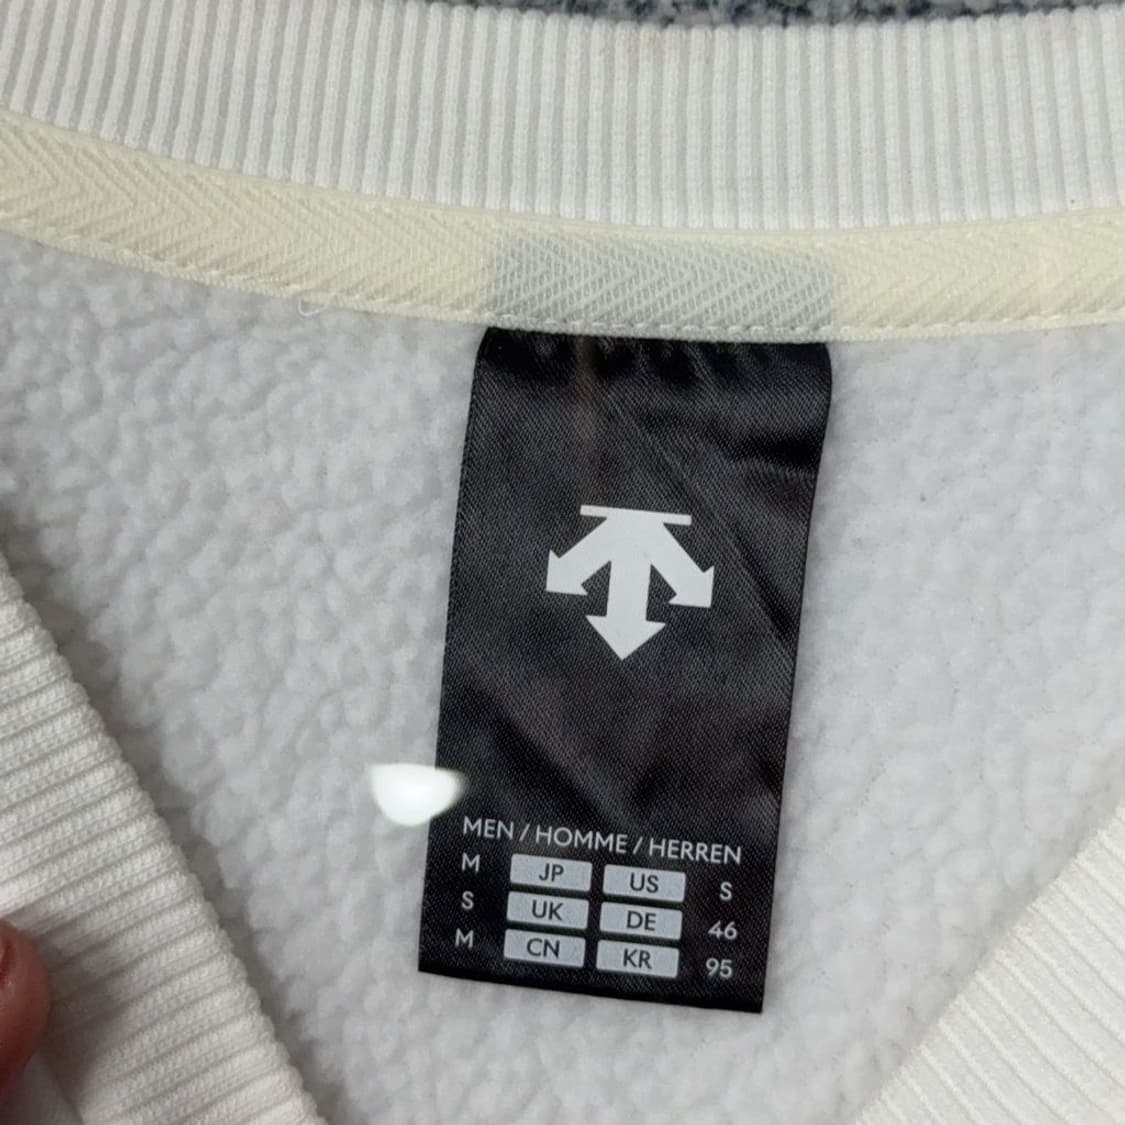 MEN / HOMME / HERREN
M JP US S
S UK DE 46
M CN KR 95